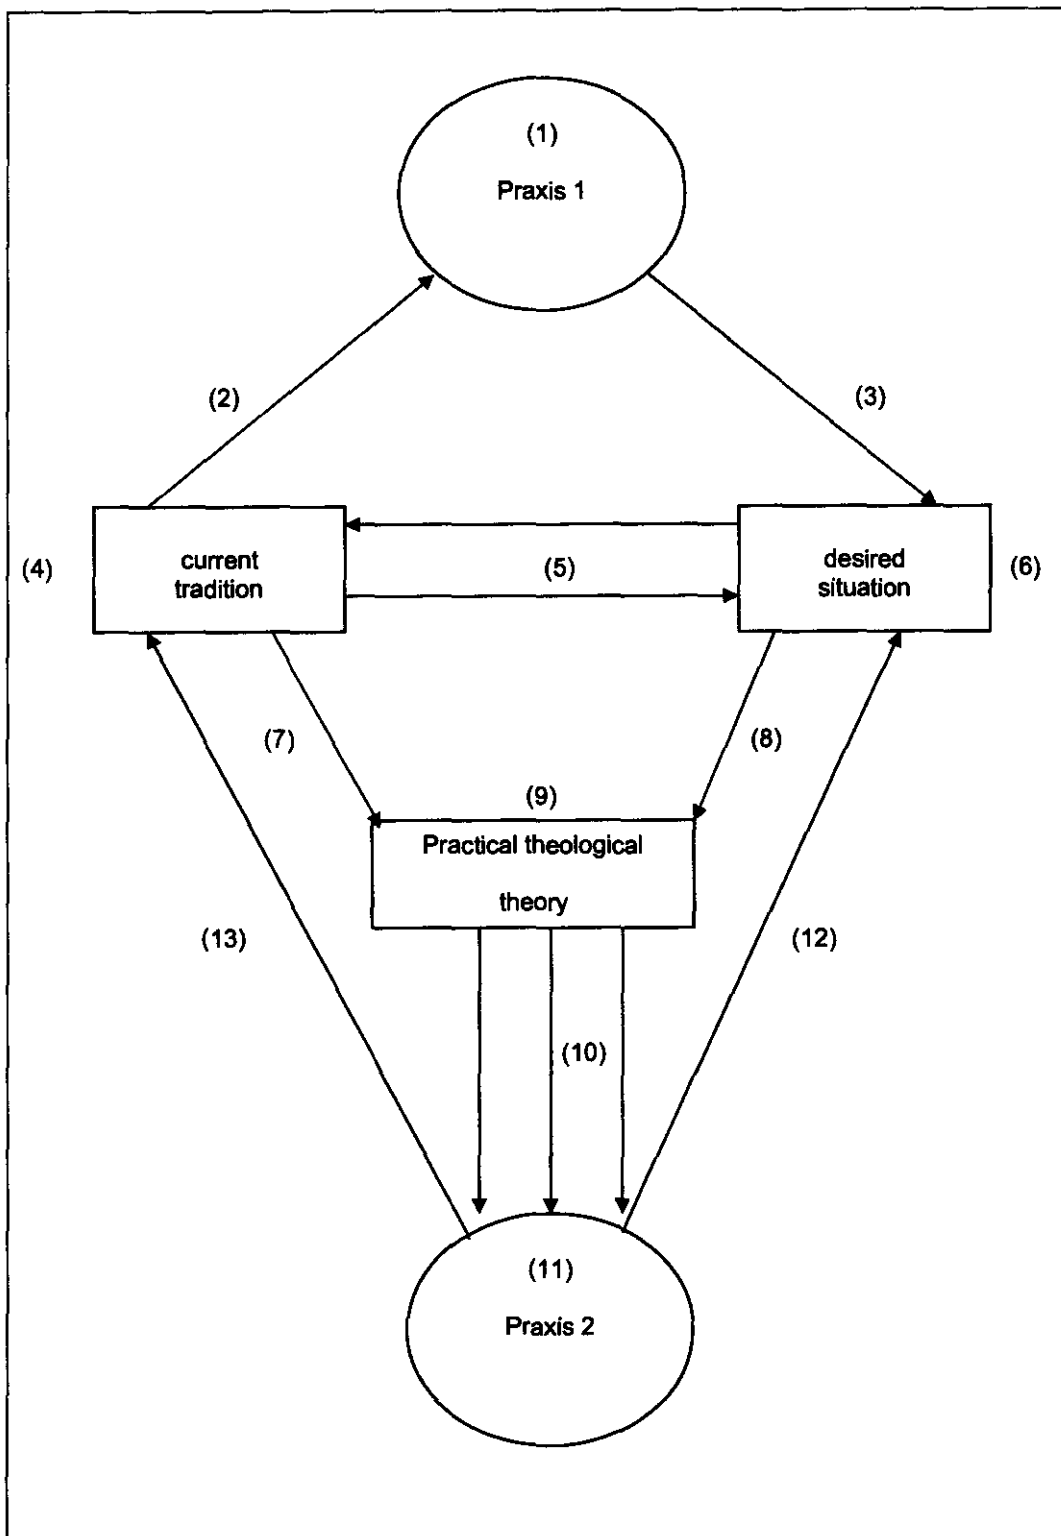 (1)
Praxis 1
(2)
(3)
(4)
current
tradition
(5)
desired
situation
(6)
(7)
(8)
(9)
Practical theological
theory
(13)
(12)
(10)
(11)
Praxis 2